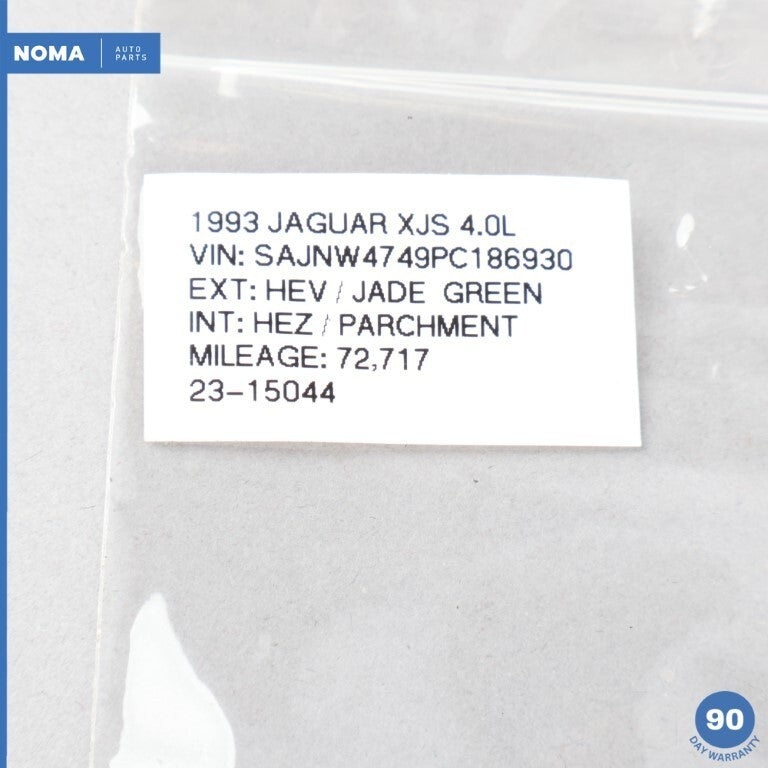 NOMA AUTO
PARTS
1993 JAGUAR XJS 4.0L
VIN: SAJNW4749PC186930
EXT: HEV / JADE GREEN
INT: HEZ / PARCHMENT
MILEAGE: 72,717
23-15044
90
DAY WARRANTY